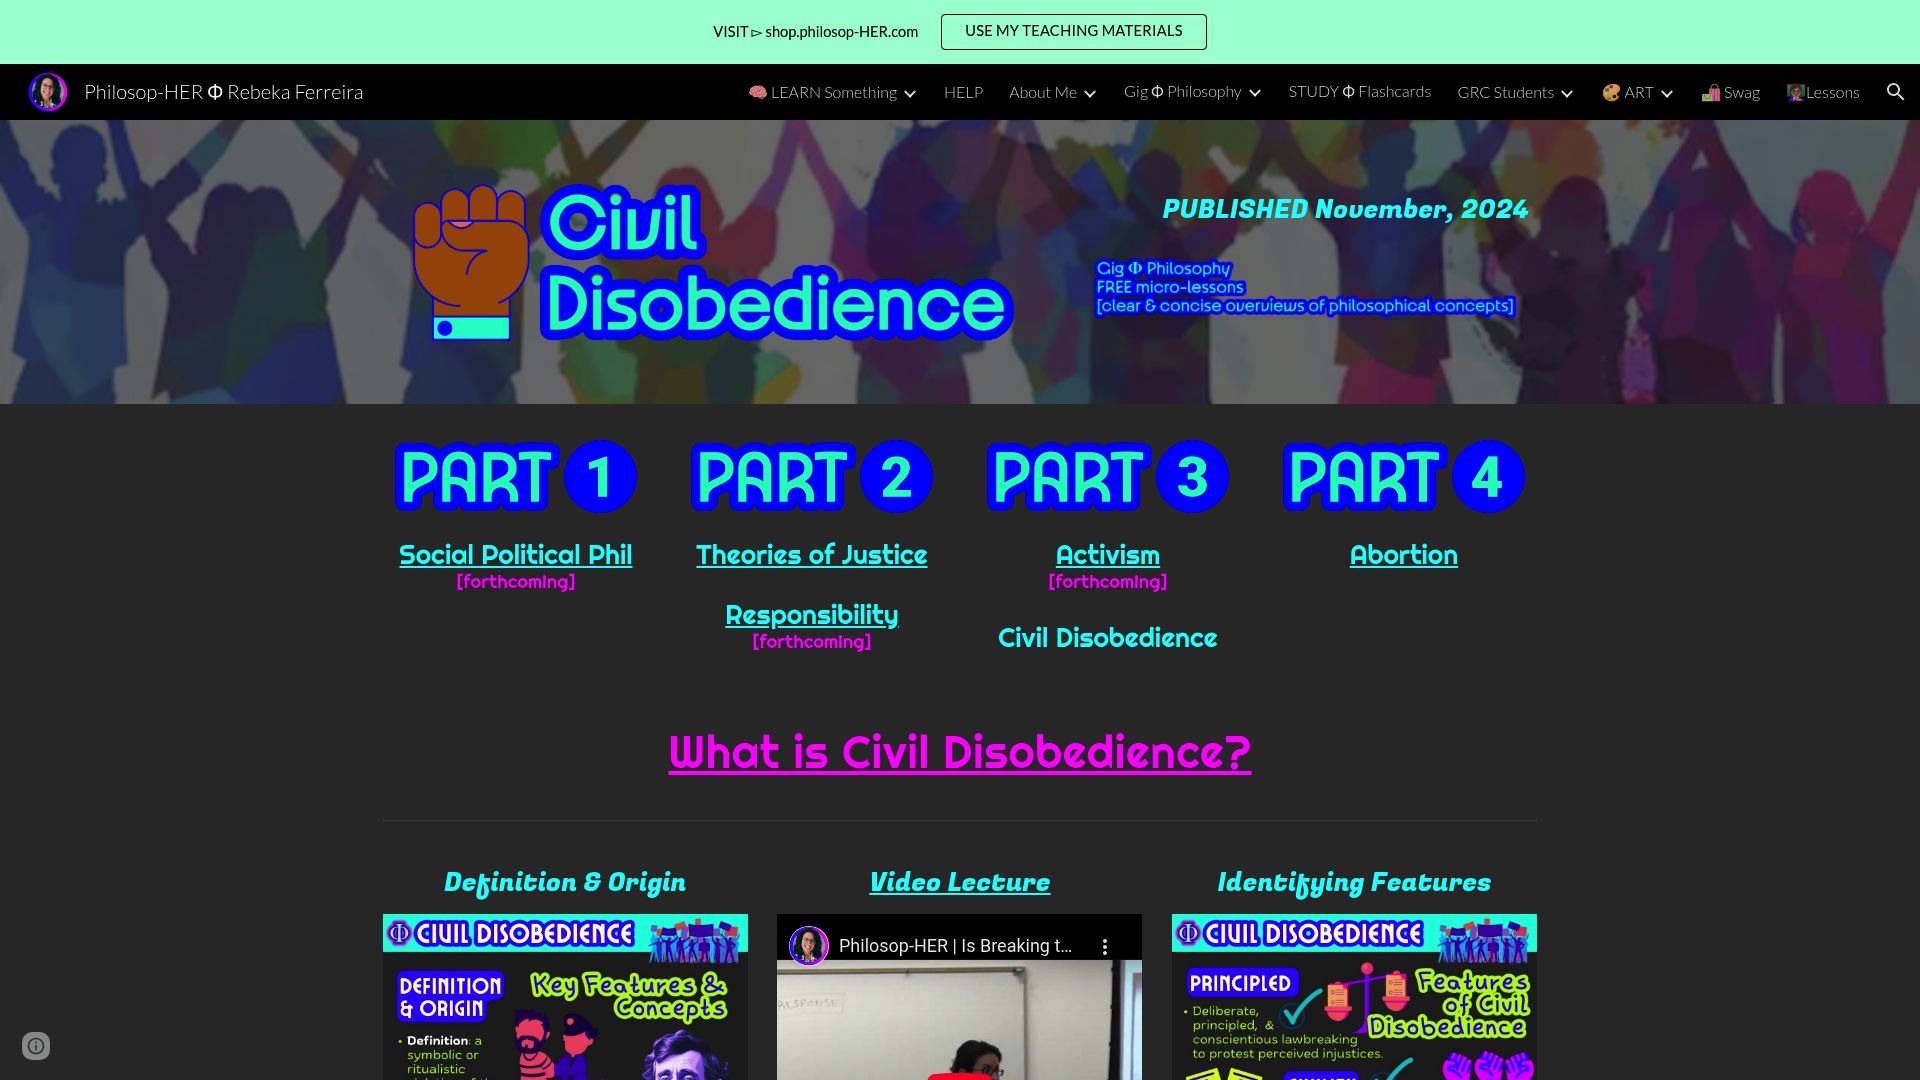 VISIT ▻ shop.philosop-HER.com
USE MY TEACHING MATERIALS
Philosop-HER Φ Rebeka Ferreira
🧠 LEARN Something
HELP
About Me
Gig Φ Philosophy
STUDY Φ Flashcards
GRC Students
🎨 ART
🛍️ Swag
👩🏽‍🏫Lessons
Civil
Disobedience
PUBLISHED November, 2024
Gig Φ Philosophy
FREE micro-lessons
[clear & concise overviews of philosophical concepts]
PART 1
Social Political Phil
[forthcoming]
PART 2
Theories of Justice
Responsibility
[forthcoming]
PART 3
Activism
[forthcoming]
Civil Disobedience
PART 4
Abortion
What is Civil Disobedience?
Definition & Origin
Φ CIVIL DISOBEDIENCE
DEFINITION
& ORIGIN
Key Features &
Concepts
• Definition: a
symbolic or
ritualistic
Video Lecture
Philosop-HER | Is Breaking t...
RESPONSE
Identifying Features
Φ CIVIL DISOBEDIENCE
PRINCIPLED
Features
of Civil
Disobedience
• Deliberate,
principled, &
conscientious lawbreaking
to protest perceived injustices.